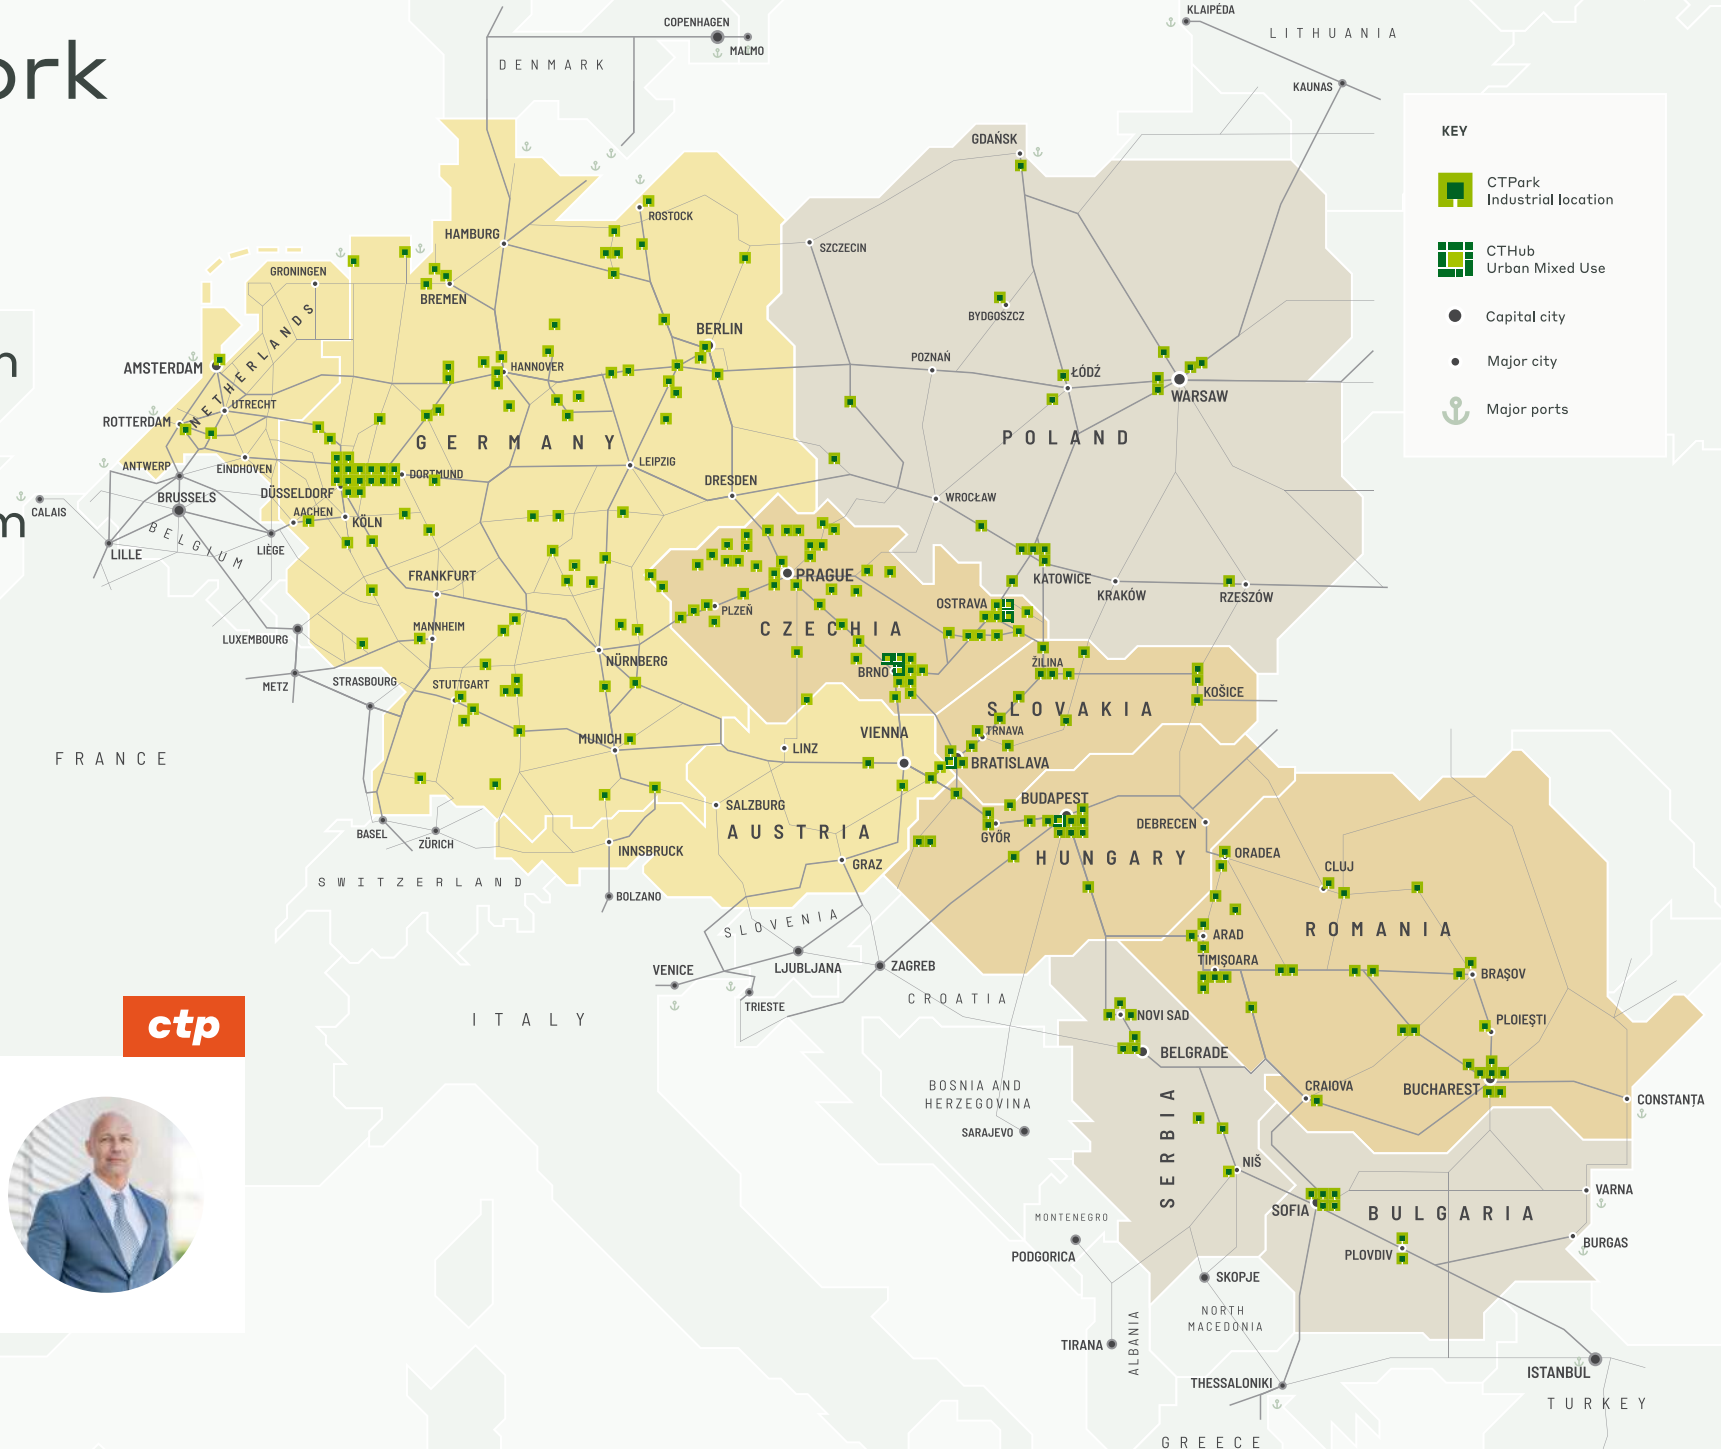 ork
n
m
ctp
KEY
CTPark
Industrial location
CTHub
Urban Mixed Use
Capital city
Major city
Major ports
COPENHAGEN
MALMO
DENMARK
KLAIPÉDA
LITHUANIA
KAUNAS
GDAŃSK
ROSTOCK
HAMBURG
SZCZECIN
GRONINGEN
BREMEN
BYDGOSZCZ
NETHERLANDS
BERLIN
AMSTERDAM
HANNOVER
POZNAŃ
ŁÓDŹ
WARSAW
UTRECHT
ROTTERDAM
GERMANY
POLAND
ANTWERP
EINDHOVEN
DORTMUND
LEIPZIG
DRESDEN
BRUSSELS
DÜSSELDORF
WROCŁAW
CALAIS
AACHEN
KÖLN
BELGIUM
LILLE
LIÈGE
FRANKFURT
PRAGUE
KATOWICE
KRAKÓW
RZESZÓW
OSTRAVA
PLZEŇ
CZECHIA
LUXEMBOURG
MANNHEIM
NÜRNBERG
BRNO
ŽILINA
METZ
STRASBOURG
STUTTGART
KOŠICE
SLOVAKIA
FRANCE
MUNICH
LINZ
VIENNA
TRNAVA
BRATISLAVA
SALZBURG
BUDAPEST
BASEL
ZÜRICH
AUSTRIA
GYŐR
DEBRECEN
INNSBRUCK
GRAZ
HUNGARY
ORADEA
CLUJ
SWITZERLAND
BOLZANO
SLOVENIA
ROMANIA
ARAD
VENICE
LJUBLJANA
ZAGREB
TIMIȘOARA
BRAȘOV
TRIESTE
CROATIA
ITALY
NOVI SAD
PLOIEȘTI
BELGRADE
BOSNIA AND
HERZEGOVINA
CRAIOVA
BUCHAREST
CONSTANȚA
SARAJEVO
SERBIA
NIŠ
VARNA
MONTENEGRO
SOFIA
BULGARIA
PODGORICA
PLOVDIV
BURGAS
SKOPJE
NORTH
MACEDONIA
TIRANA
ALBANIA
ISTANBUL
THESSALONIKI
TURKEY
GREECE